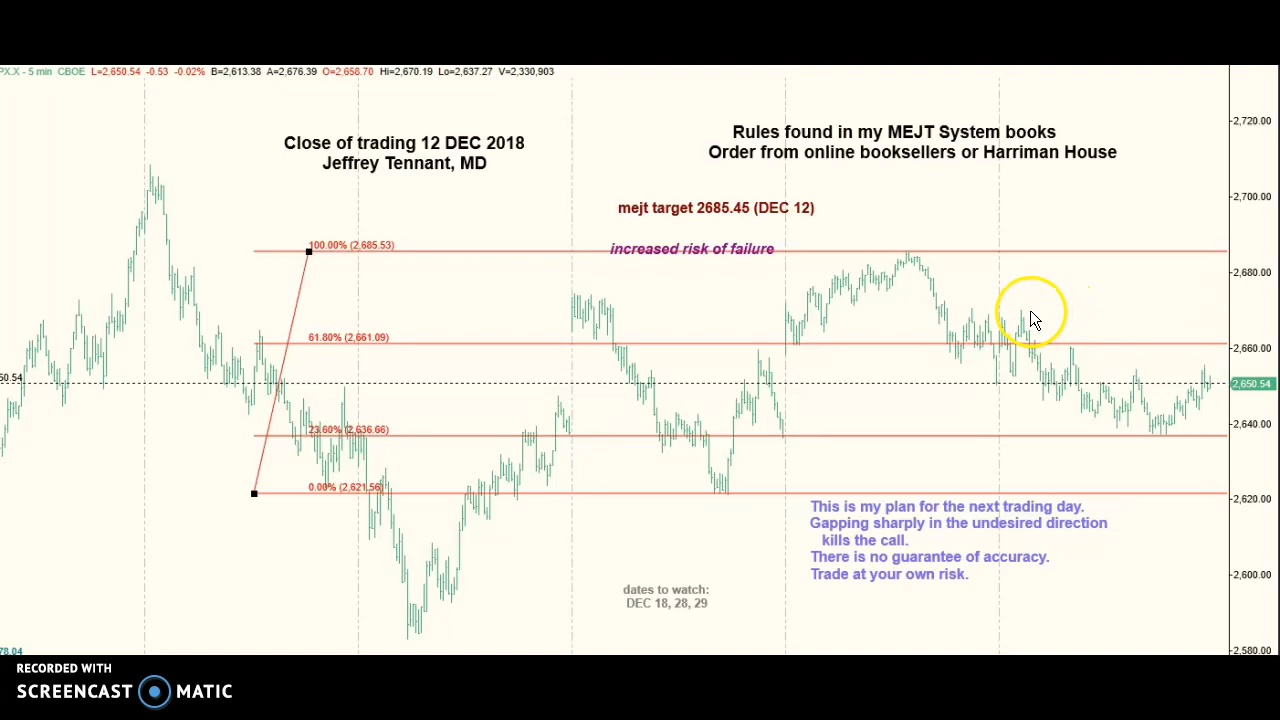 PX.X - 5 min CBOE L=2,650.54 -0.53 -0.02% B=2,613.38 A=2,676.39 O=2,658.70 Hi=2,670.19 Lo=2,637.27 V=2,330,903
Close of trading 12 DEC 2018
Jeffrey Tennant, MD
Rules found in my MEJT System books
Order from online booksellers or Harriman House
mejt target 2685.45 (DEC 12)
increased risk of failure
100.00% (2,685.53)
61.80% (2,661.09)
23.60% (2,636.66)
0.00% (2,621.56)
50.54
2,720.00
2,700.00
2,680.00
2,660.00
2,650.54
2,640.00
2,620.00
2,600.00
2,580.00
This is my plan for the next trading day.
Gapping sharply in the undesired direction
kills the call.
There is no guarantee of accuracy.
Trade at your own risk.
dates to watch:
DEC 18, 28, 29
78.04
RECORDED WITH
SCREENCAST MATIC